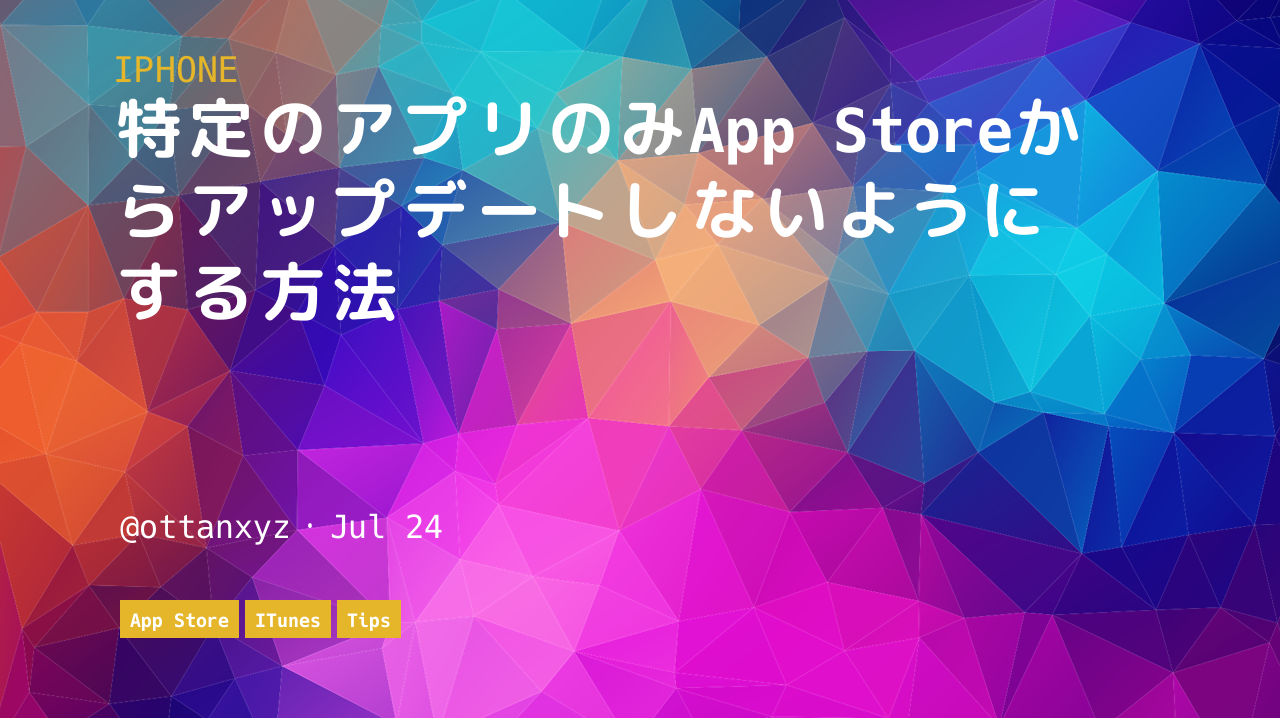 IPHONE
特定のアプリのみApp Storeか
らアップデートしないように
する方法
@ottanxyz · Jul 24
App Store ITunes Tips